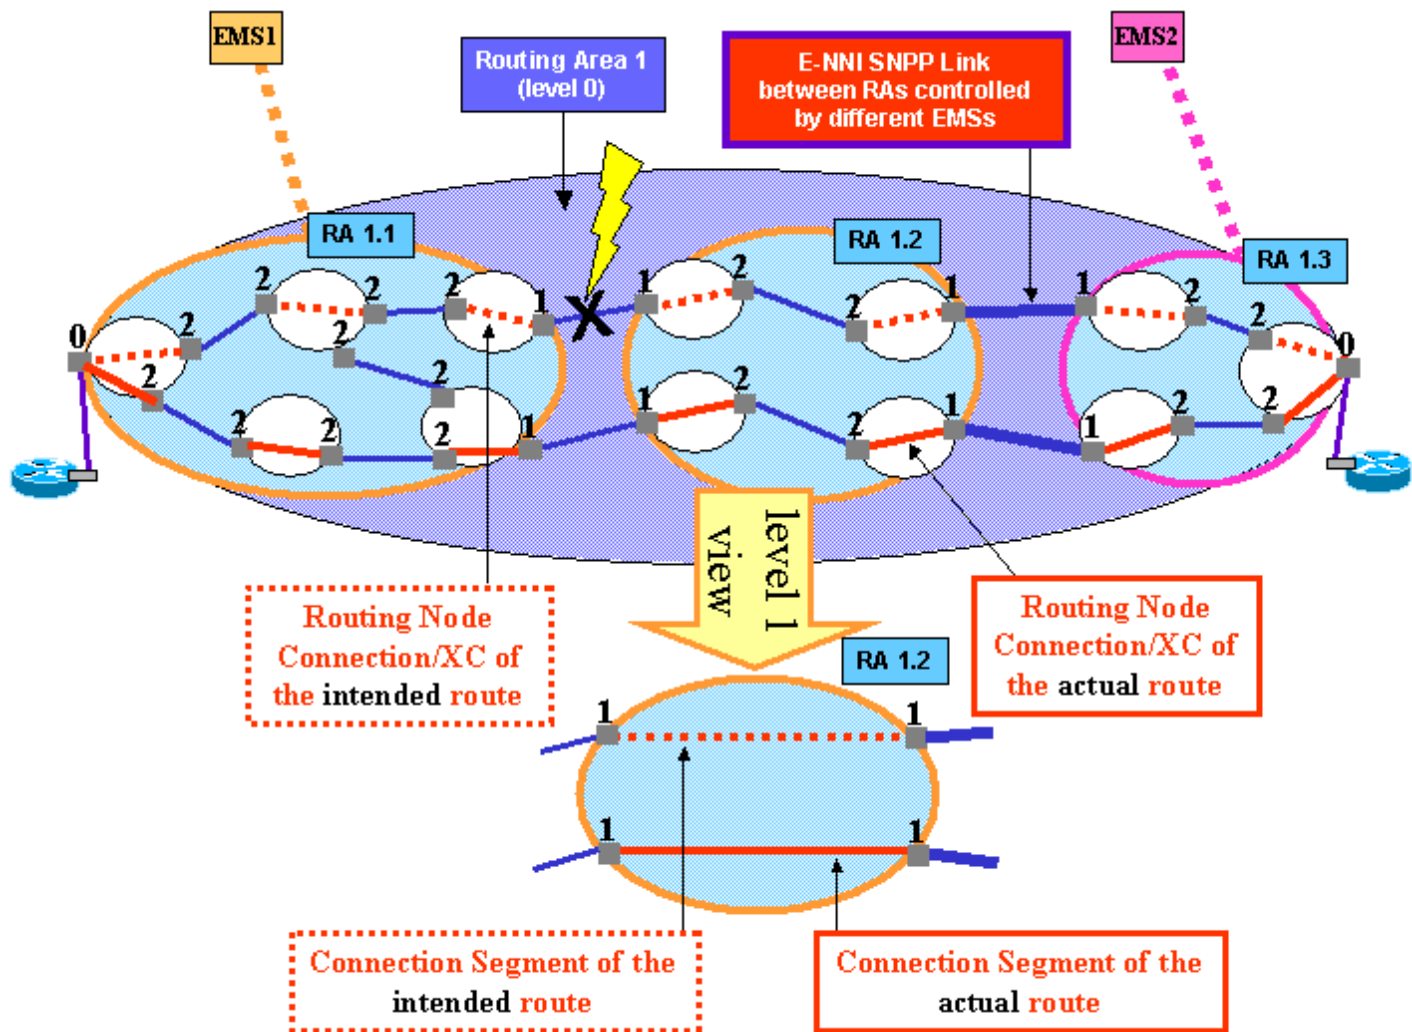 EMS1
EMS2
Routing Area 1
(level 0)
E-NNI SNPP Link
between RAs controlled
by different EMSs
RA 1.1
RA 1.2
RA 1.3
2 2 2 1 1 2 2 1 1 2 2
0 2 2 0
2 2
2 2 2 1 2 2 1 1 2 2
level 1
view
Routing Node
Connection/XC of
the intended route
Routing Node
Connection/XC of
the actual route
RA 1.2
1 1
1 1
Connection Segment of the
intended route
Connection Segment of the
actual route